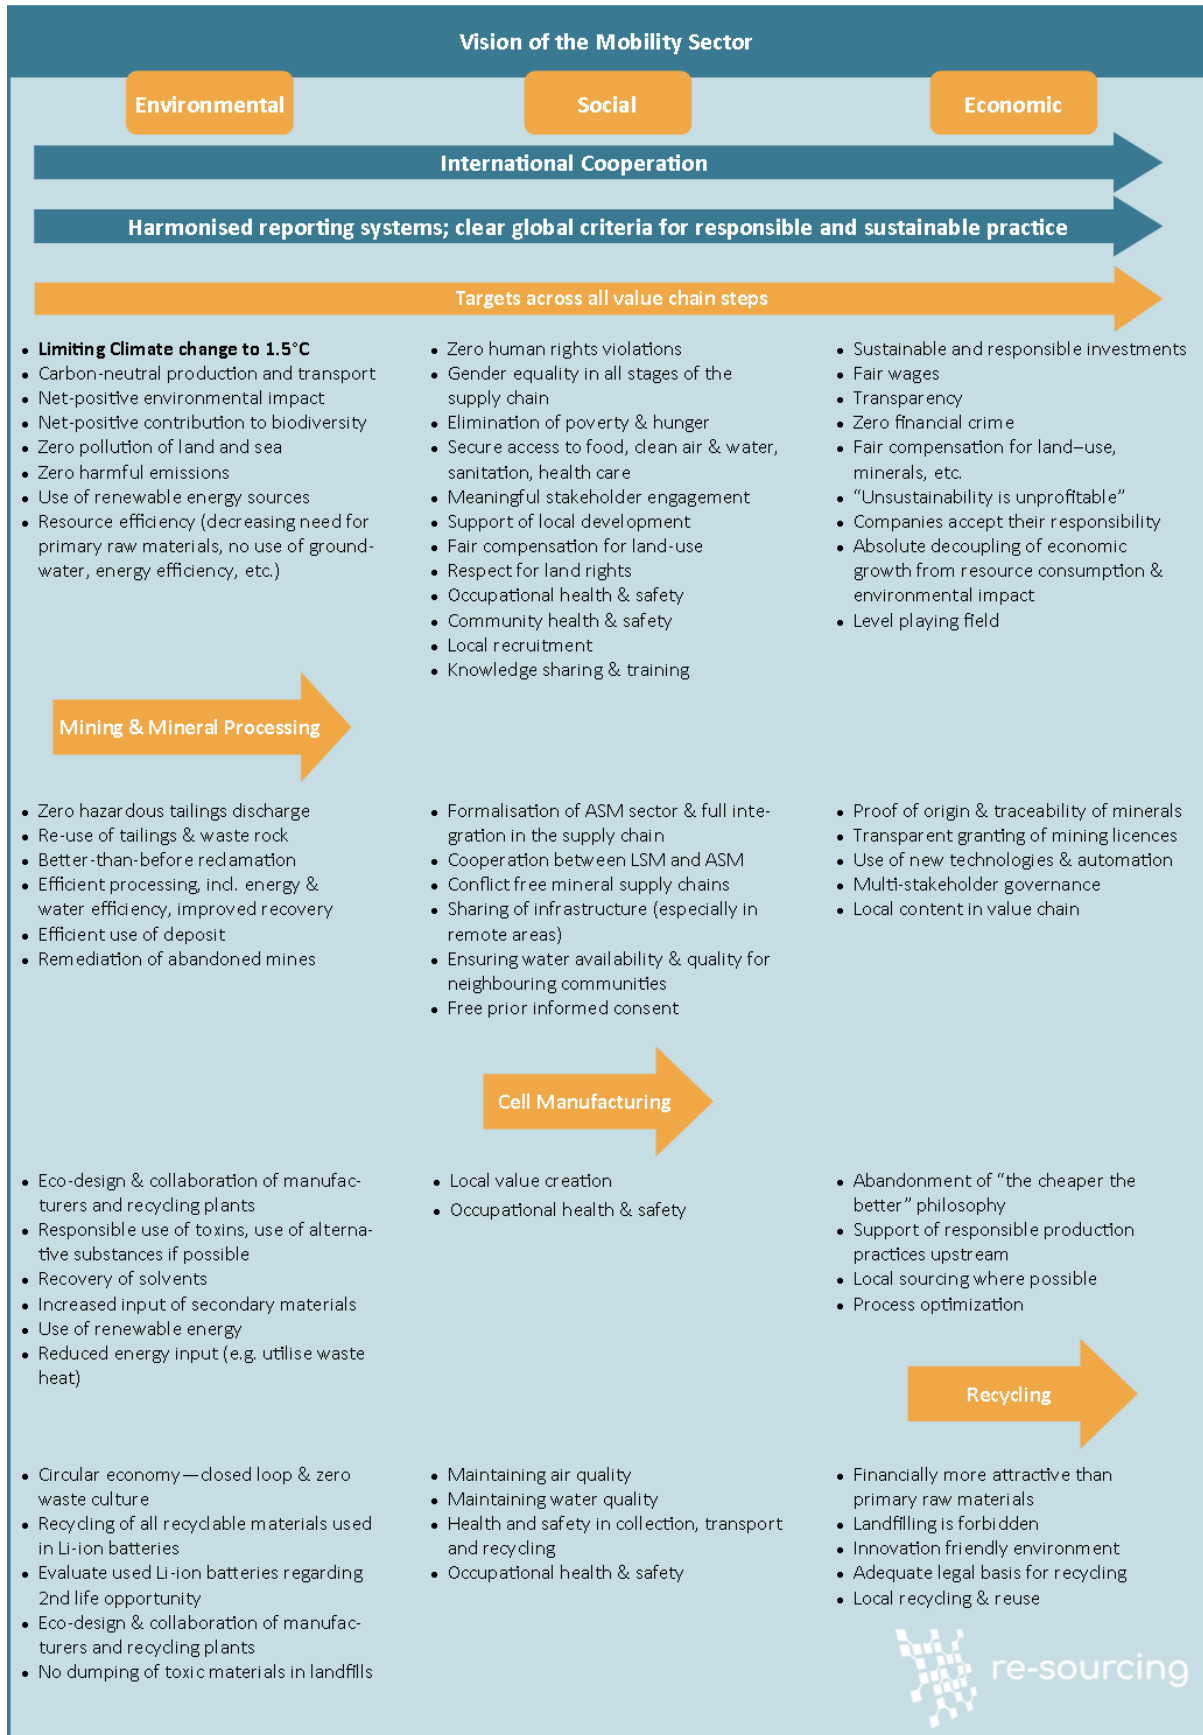 Vision of the Mobility Sector
Environmental
Social
Economic
International Cooperation
Harmonised reporting systems; clear global criteria for responsible and sustainable practice
Targets across all value chain steps
• Limiting Climate change to 1.5°C
• Carbon-neutral production and transport
• Net-positive environmental impact
• Net-positive contribution to biodiversity
• Zero pollution of land and sea
• Zero harmful emissions
• Use of renewable energy sources
• Resource efficiency (decreasing need for
primary raw materials, no use of ground-
water, energy efficiency, etc.)
• Zero human rights violations
• Gender equality in all stages of the
supply chain
• Elimination of poverty & hunger
• Secure access to food, clean air & water,
sanitation, health care
• Meaningful stakeholder engagement
• Support of local development
• Fair compensation for land-use
• Respect for land rights
• Occupational health & safety
• Community health & safety
• Local recruitment
• Knowledge sharing & training
• Sustainable and responsible investments
• Fair wages
• Transparency
• Zero financial crime
• Fair compensation for land–use,
minerals, etc.
• “Unsustainability is unprofitable”
• Companies accept their responsibility
• Absolute decoupling of economic
growth from resource consumption &
environmental impact
• Level playing field
Mining & Mineral Processing
• Zero hazardous tailings discharge
• Re-use of tailings & waste rock
• Better-than-before reclamation
• Efficient processing, incl. energy &
water efficiency, improved recovery
• Efficient use of deposit
• Remediation of abandoned mines
• Formalisation of ASM sector & full inte-
gration in the supply chain
• Cooperation between LSM and ASM
• Conflict free mineral supply chains
• Sharing of infrastructure (especially in
remote areas)
• Ensuring water availability & quality for
neighbouring communities
• Free prior informed consent
• Proof of origin & traceability of minerals
• Transparent granting of mining licences
• Use of new technologies & automation
• Multi-stakeholder governance
• Local content in value chain
Cell Manufacturing
• Eco-design & collaboration of manufac-
turers and recycling plants
• Responsible use of toxins, use of alterna-
tive substances if possible
• Recovery of solvents
• Increased input of secondary materials
• Use of renewable energy
• Reduced energy input (e.g. utilise waste
heat)
• Local value creation
• Occupational health & safety
• Abandonment of “the cheaper the
better” philosophy
• Support of responsible production
practices upstream
• Local sourcing where possible
• Process optimization
Recycling
• Circular economy—closed loop & zero
waste culture
• Recycling of all recyclable materials used
in Li-ion batteries
• Evaluate used Li-ion batteries regarding
2nd life opportunity
• Eco-design & collaboration of manufac-
turers and recycling plants
• No dumping of toxic materials in landfills
• Maintaining air quality
• Maintaining water quality
• Health and safety in collection, transport
and recycling
• Occupational health & safety
• Financially more attractive than
primary raw materials
• Landfilling is forbidden
• Innovation friendly environment
• Adequate legal basis for recycling
• Local recycling & reuse
re-sourcing